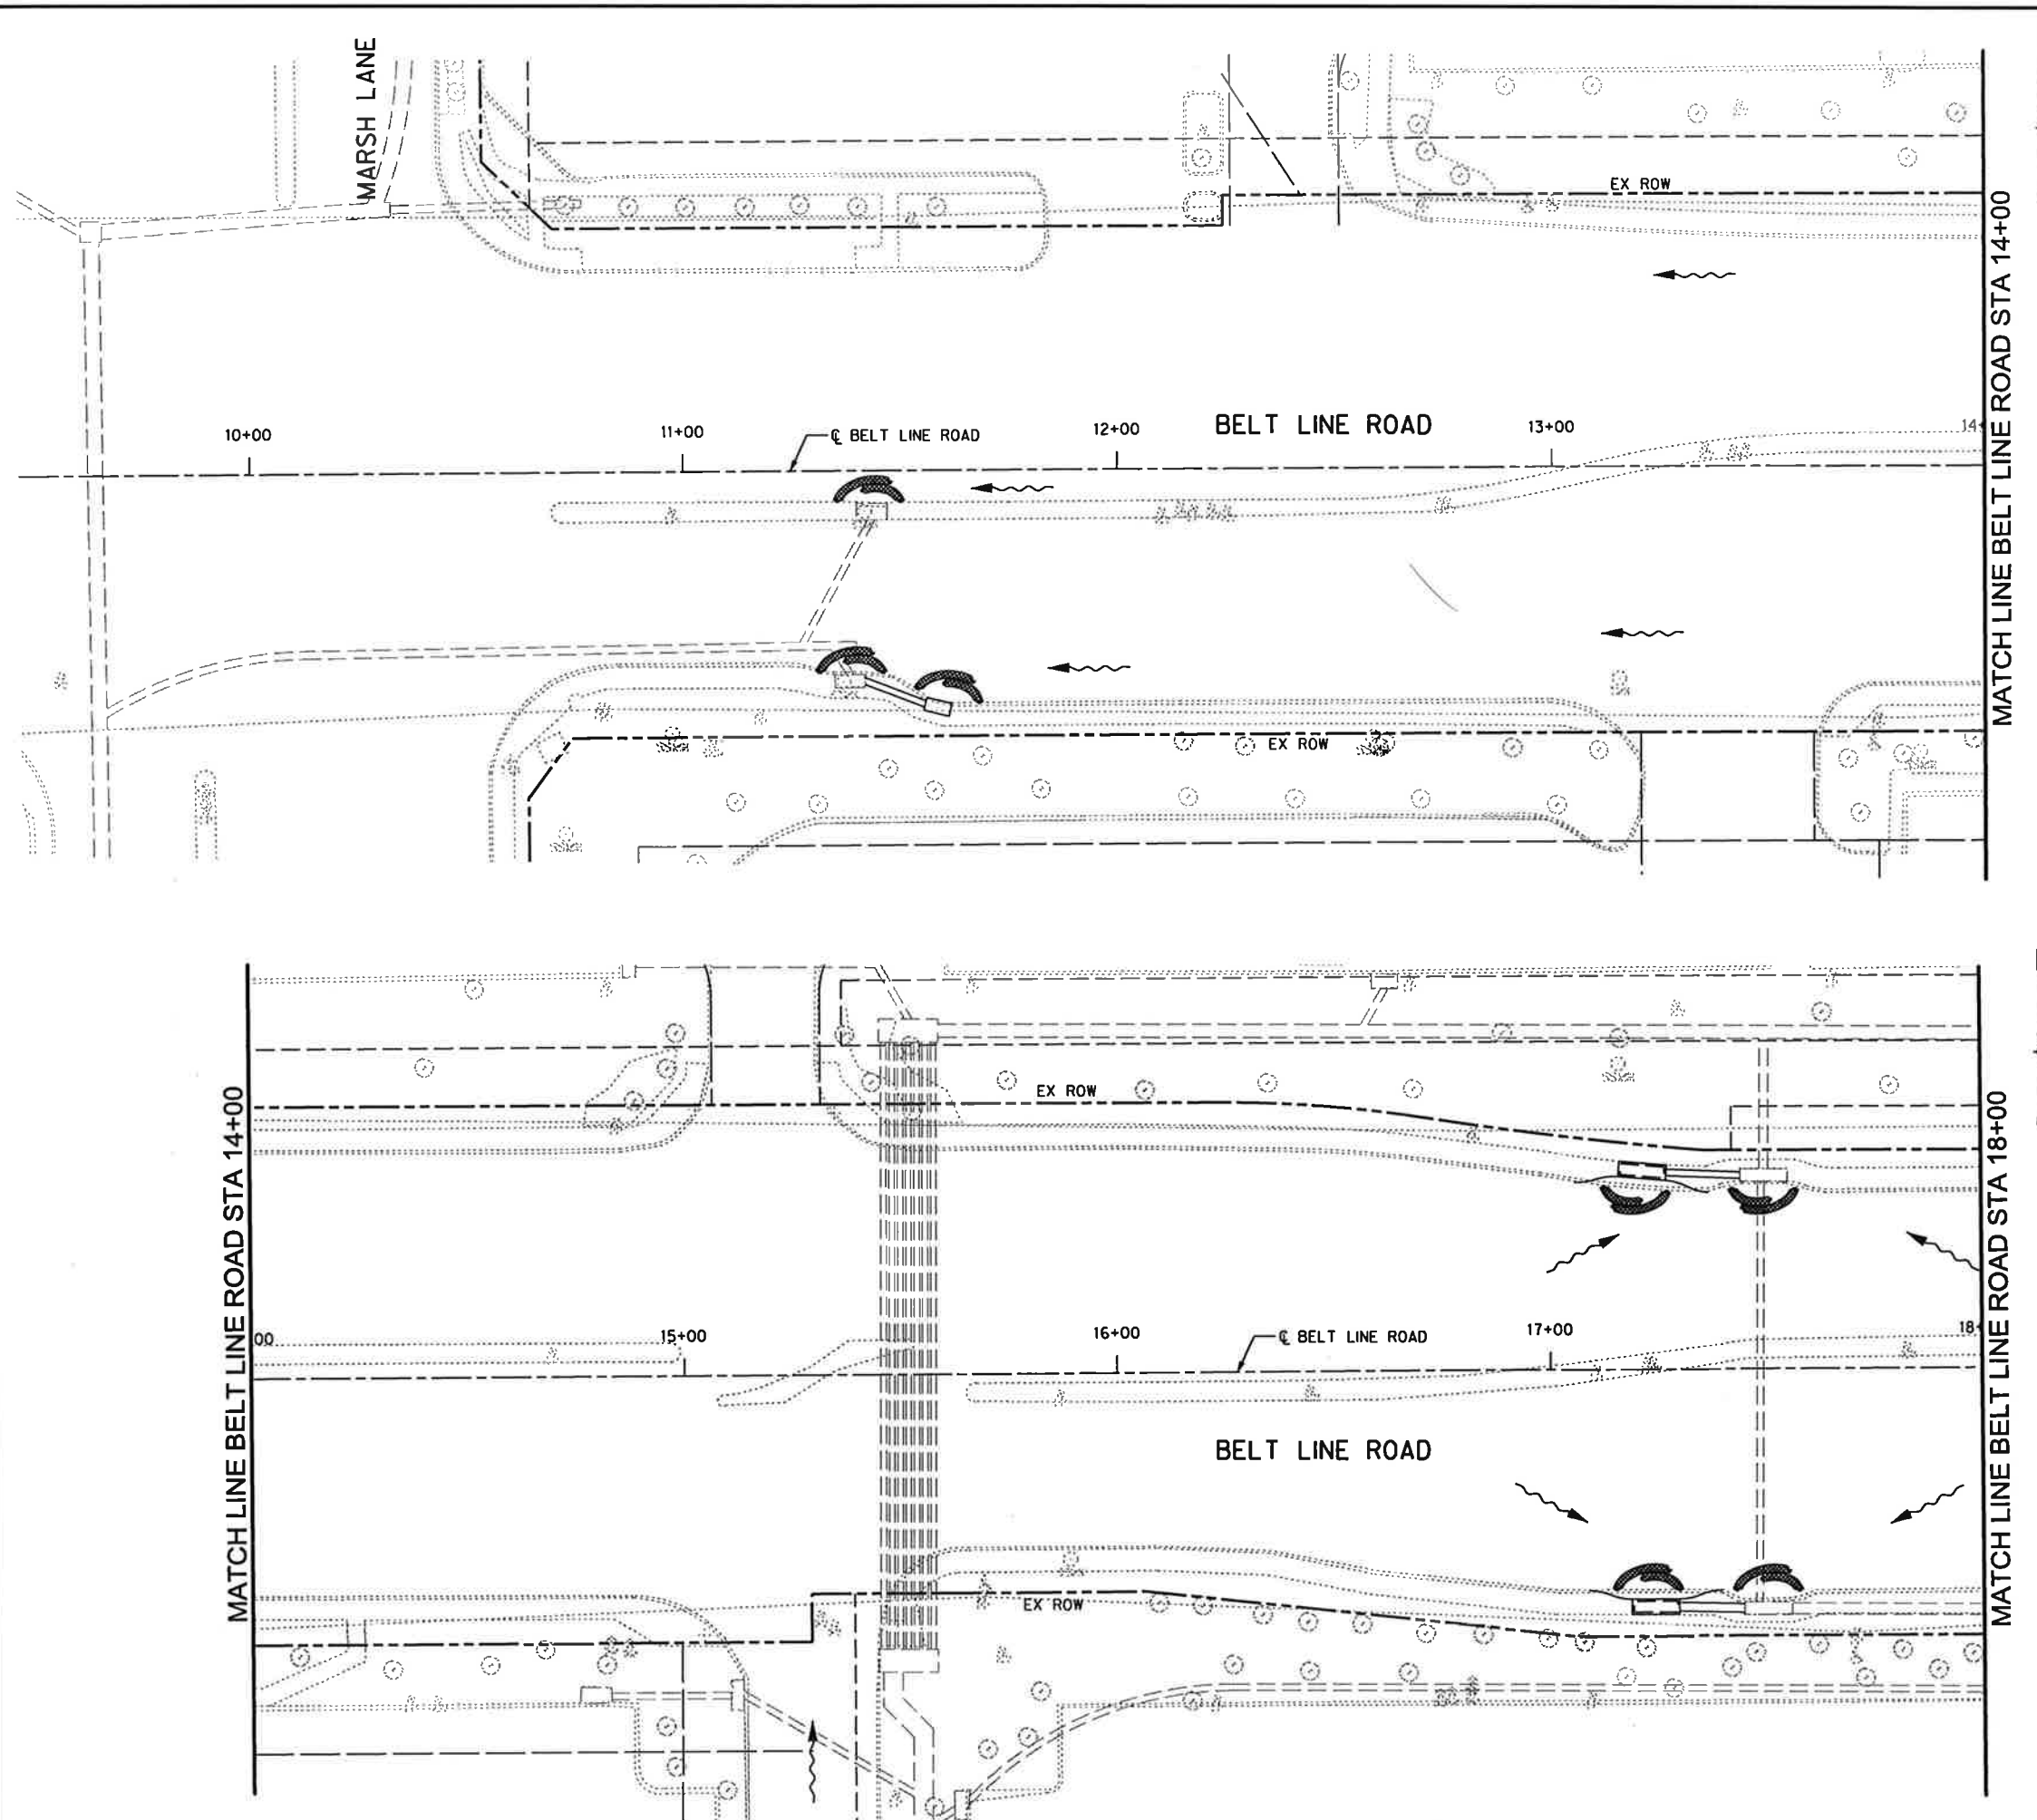 MARSH LANE
EX ROW
10+00
11+00
℄ BELT LINE ROAD
12+00
BELT LINE ROAD
13+00
14+
MATCH LINE BELT LINE ROAD STA 14+00
EX ROW
MATCH LINE BELT LINE ROAD STA 14+00
EX ROW
00
15+00
16+00
℄ BELT LINE ROAD
17+00
18+
BELT LINE ROAD
EX ROW
MATCH LINE BELT LINE ROAD STA 18+00